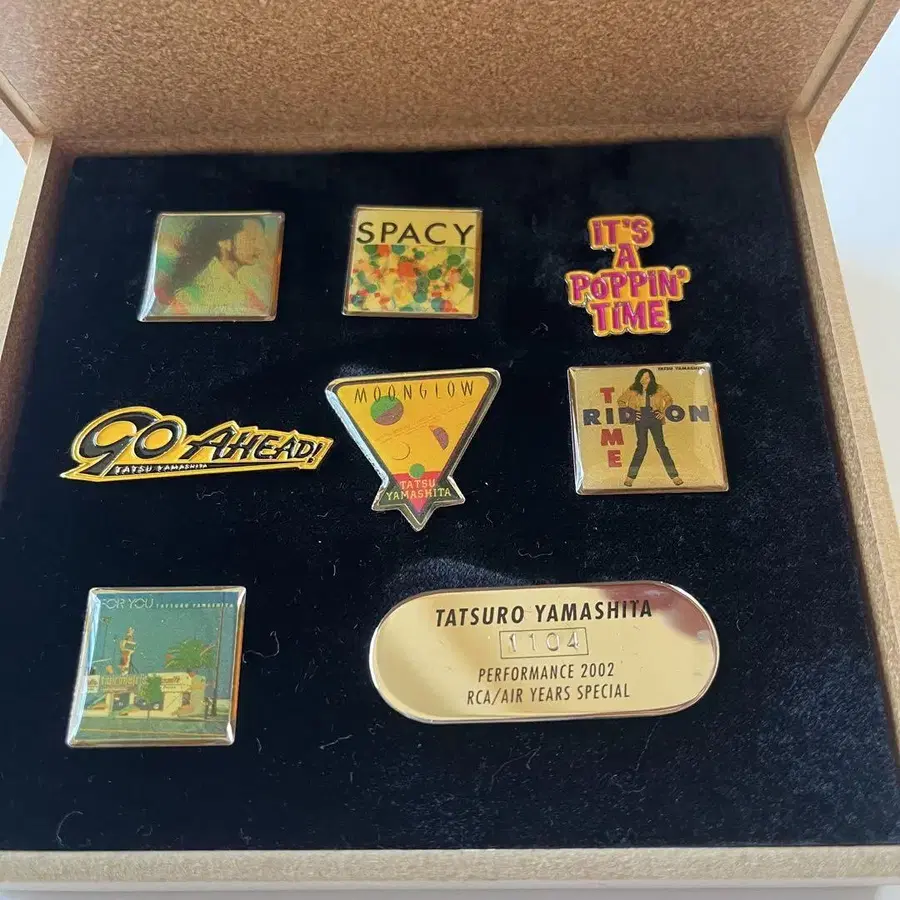 SPACY
IT'S
A
POPPIN'
TIME
GO AHEAD!
TATSU YAMASHITA
MOONGLOW
TATSU
YAMASHITA
TATSU YAMASHITA
RIDE ON
TIME
FOR YOU TATSURO YAMASHITA
TATSURO YAMASHITA
1104
PERFORMANCE 2002
RCA/AIR YEARS SPECIAL